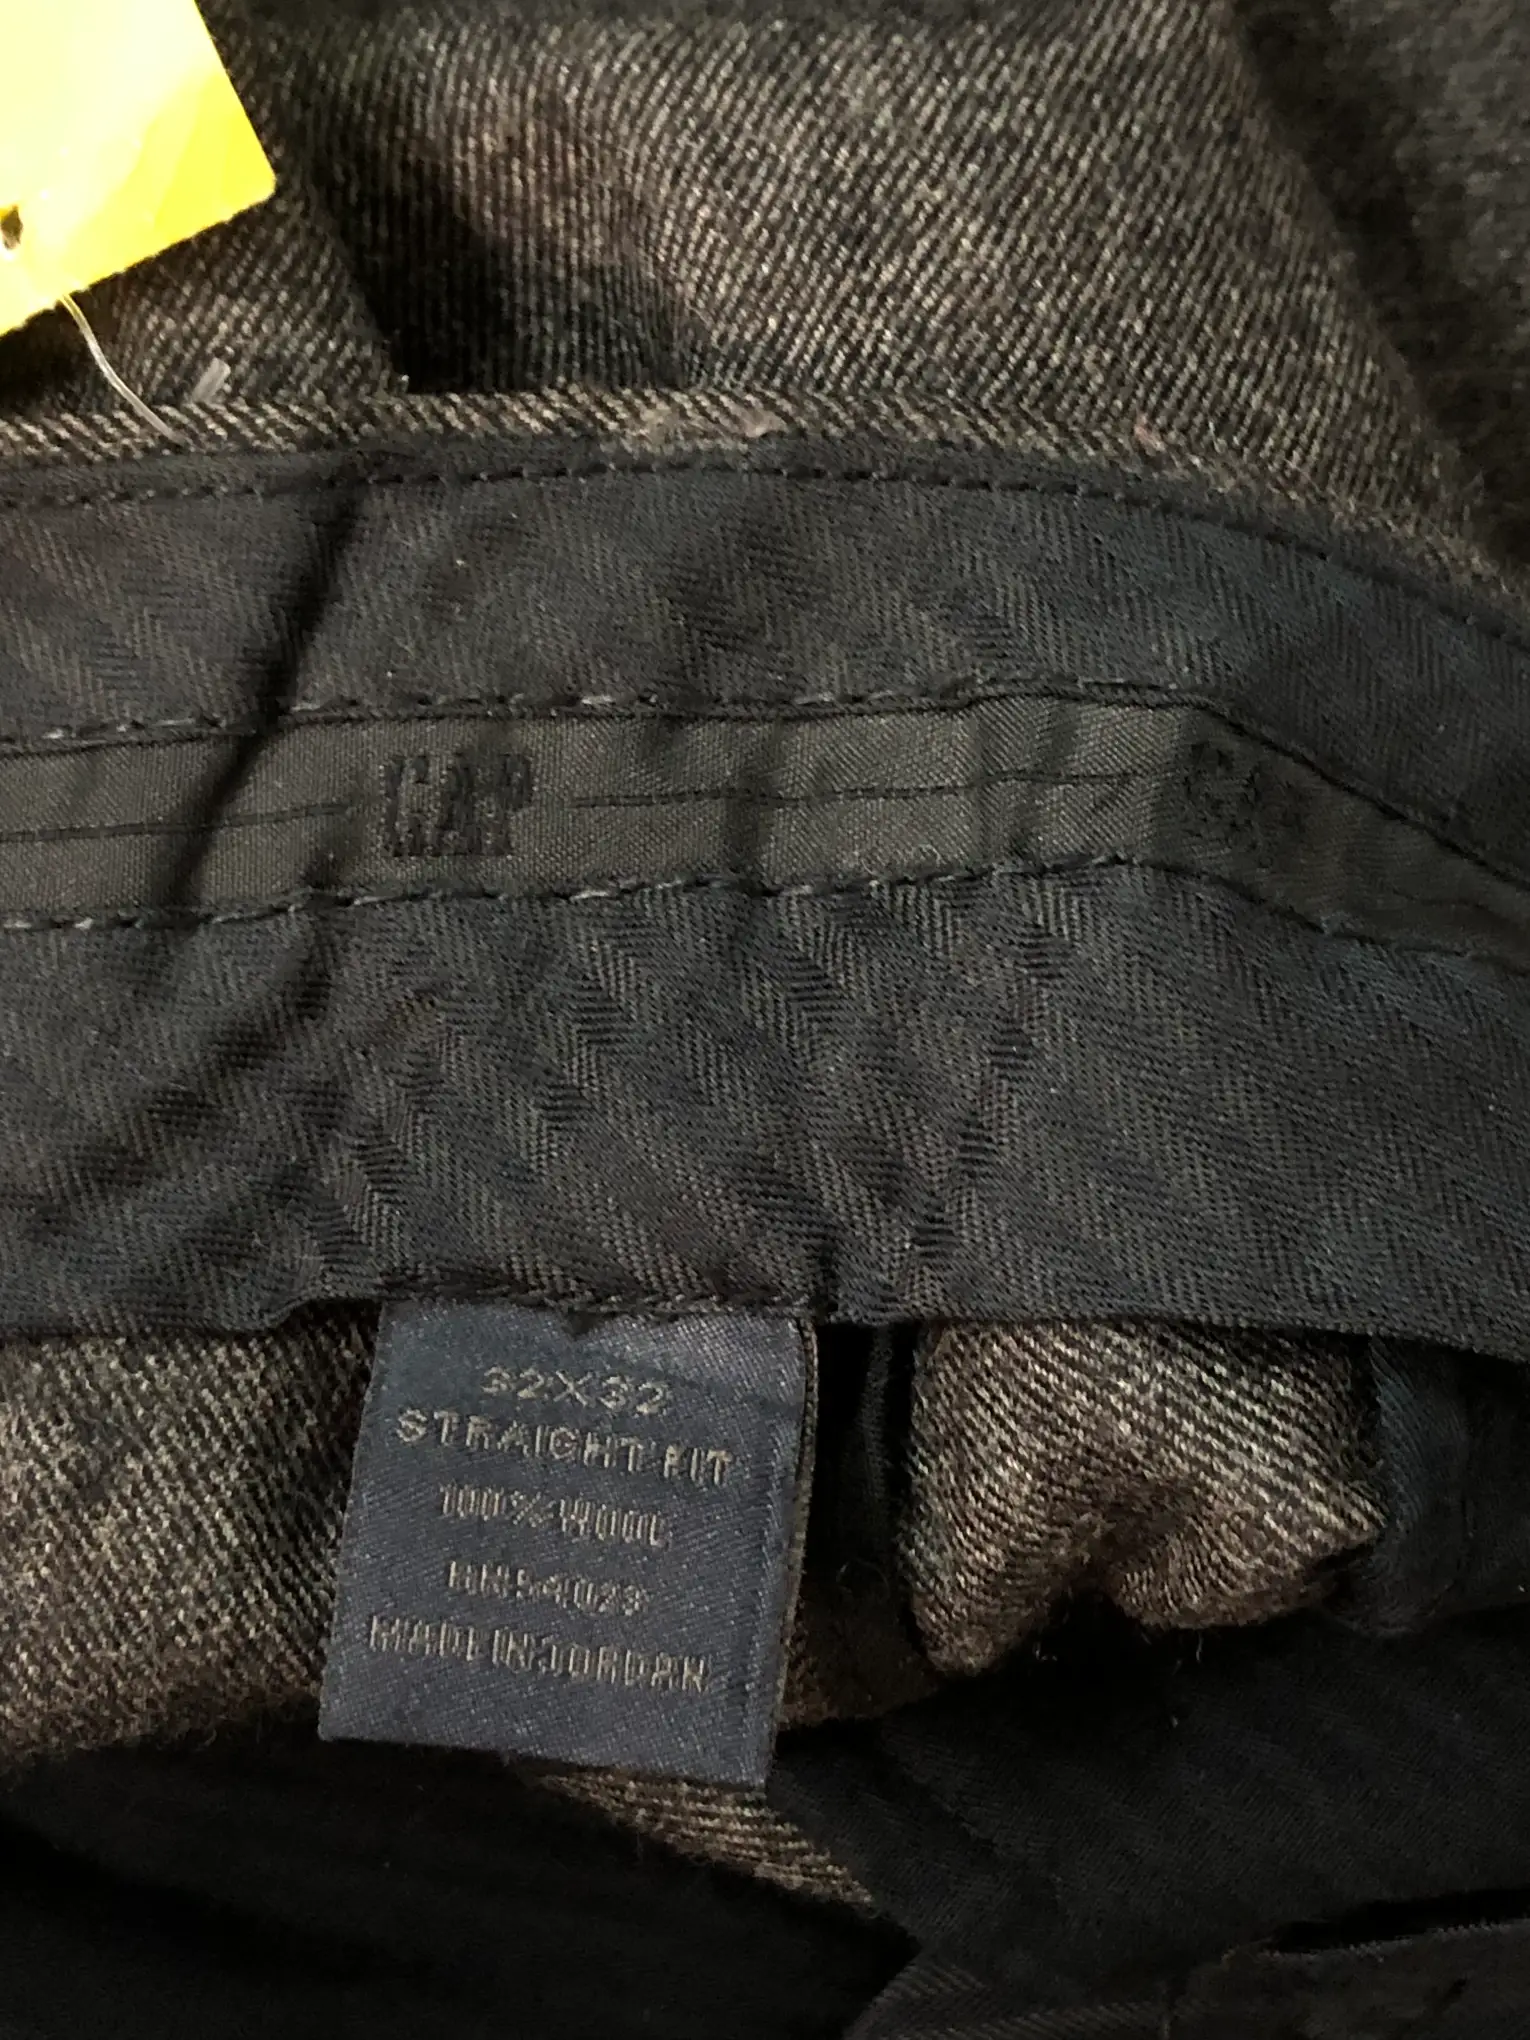 GAP
32X32
STRAIGHT FIT
100% WOOL
MADE IN JORDAN